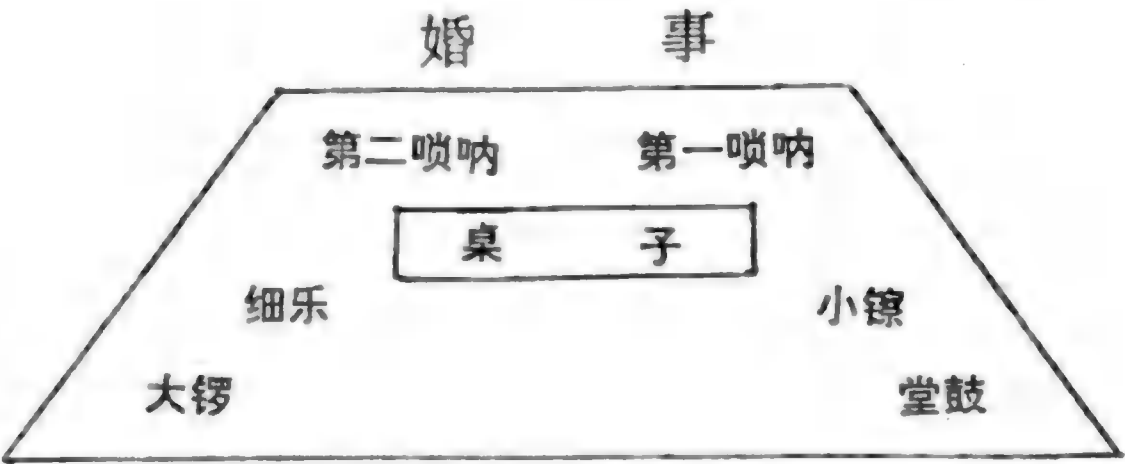 婚 事
第二唢呐 第一唢呐
桌 子
细乐 小镲
大锣 堂鼓